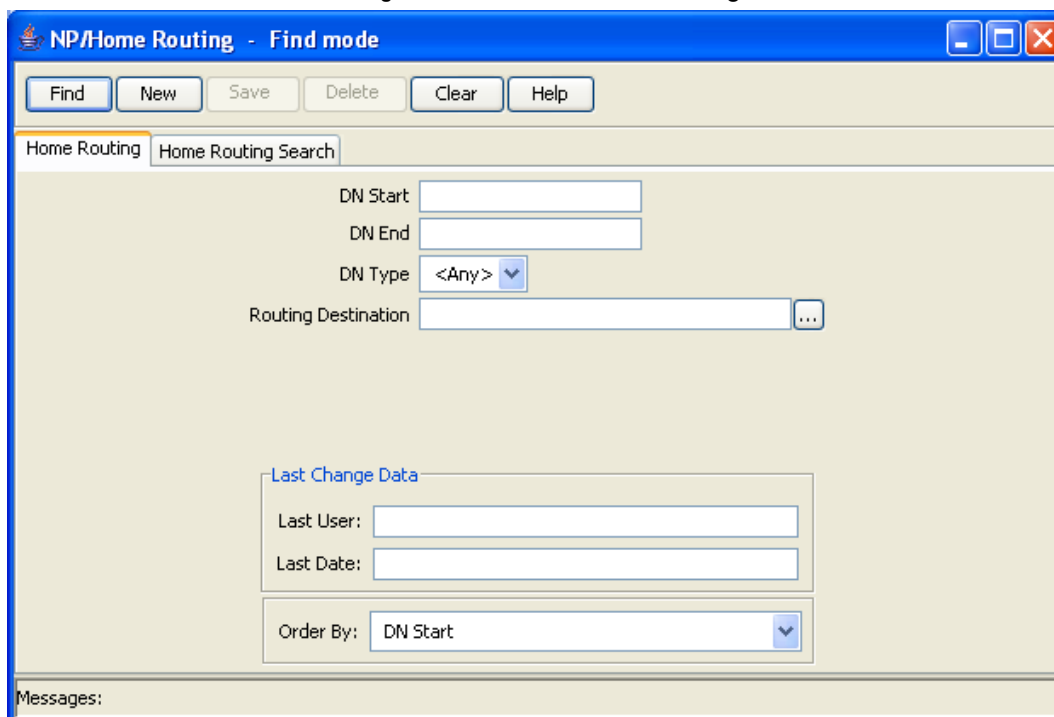 NP/Home Routing - Find mode
Find New Save Delete Clear Help
Home Routing Home Routing Search
DN Start
DN End
DN Type <Any>
Routing Destination ...
Last Change Data
Last User:
Last Date:
Order By: DN Start
Messages: